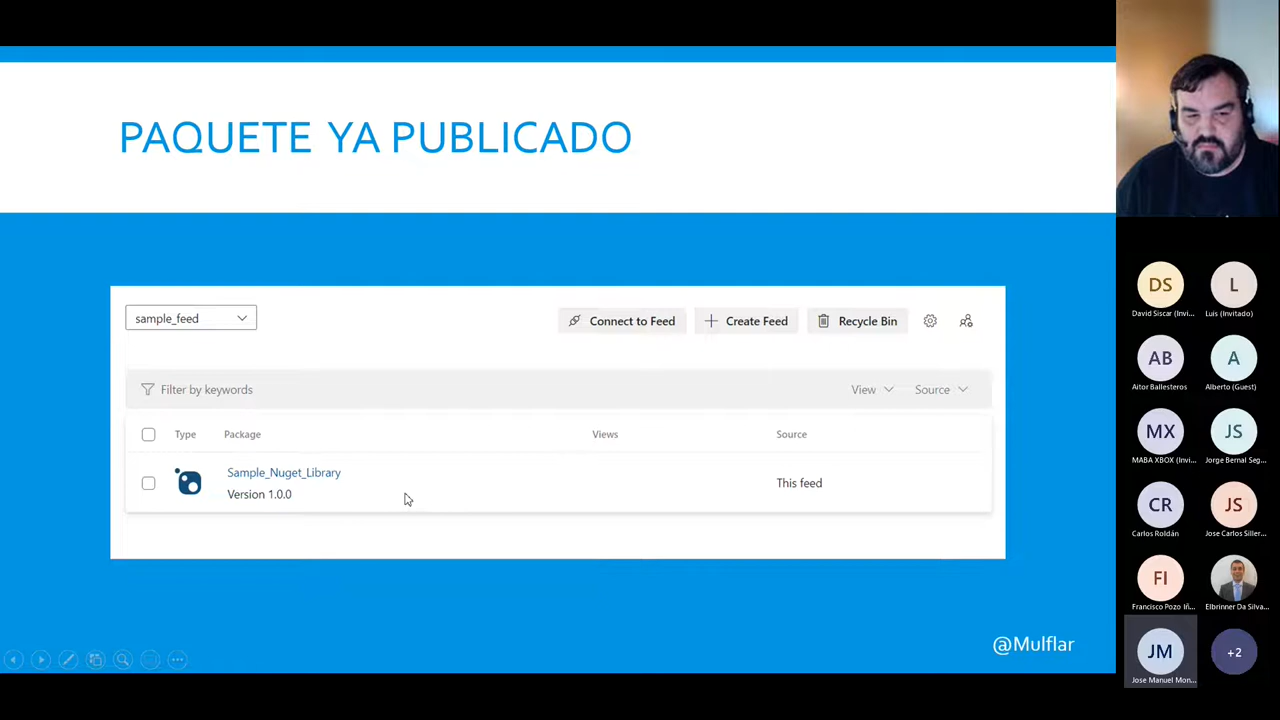 PAQUETE YA PUBLICADO
sample_feed
Connect to Feed
Create Feed
Recycle Bin
Filter by keywords
View
Source
Type
Package
Views
Source
Sample_Nuget_Library
Version 1.0.0
This feed
@Mulflar
DS
L
David Siscar (Invi...
Luis (Invitado)
AB
A
Aitor Ballesteros
Alberto (Guest)
MX
JS
MABA XBOX (Invi...
Jorge Bernal Seg...
CR
JS
Carlos Roldán
Jose Carlos Siller...
FI
Francisco Pozo Iñ...
Elbrinner Da Silva...
JM
+2
Jose Manuel Mon...